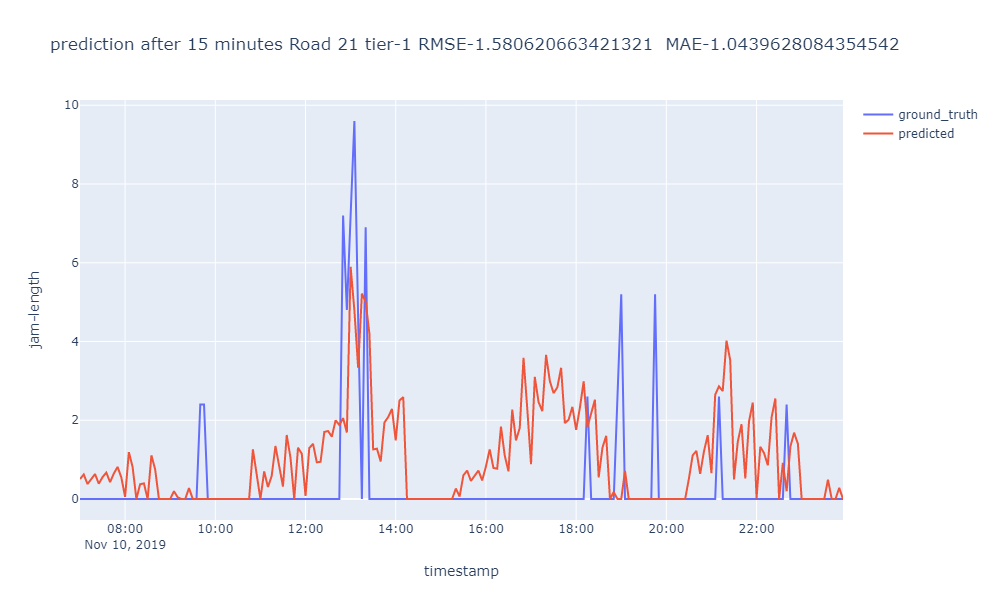 prediction after 15 minutes Road 21 tier-1 RMSE-1.580620663421321  MAE-1.0439628084354542
ground_truth
predicted
jam-length
10
8
6
4
2
0
08:00 10:00 12:00 14:00 16:00 18:00 20:00 22:00
Nov 10, 2019
timestamp